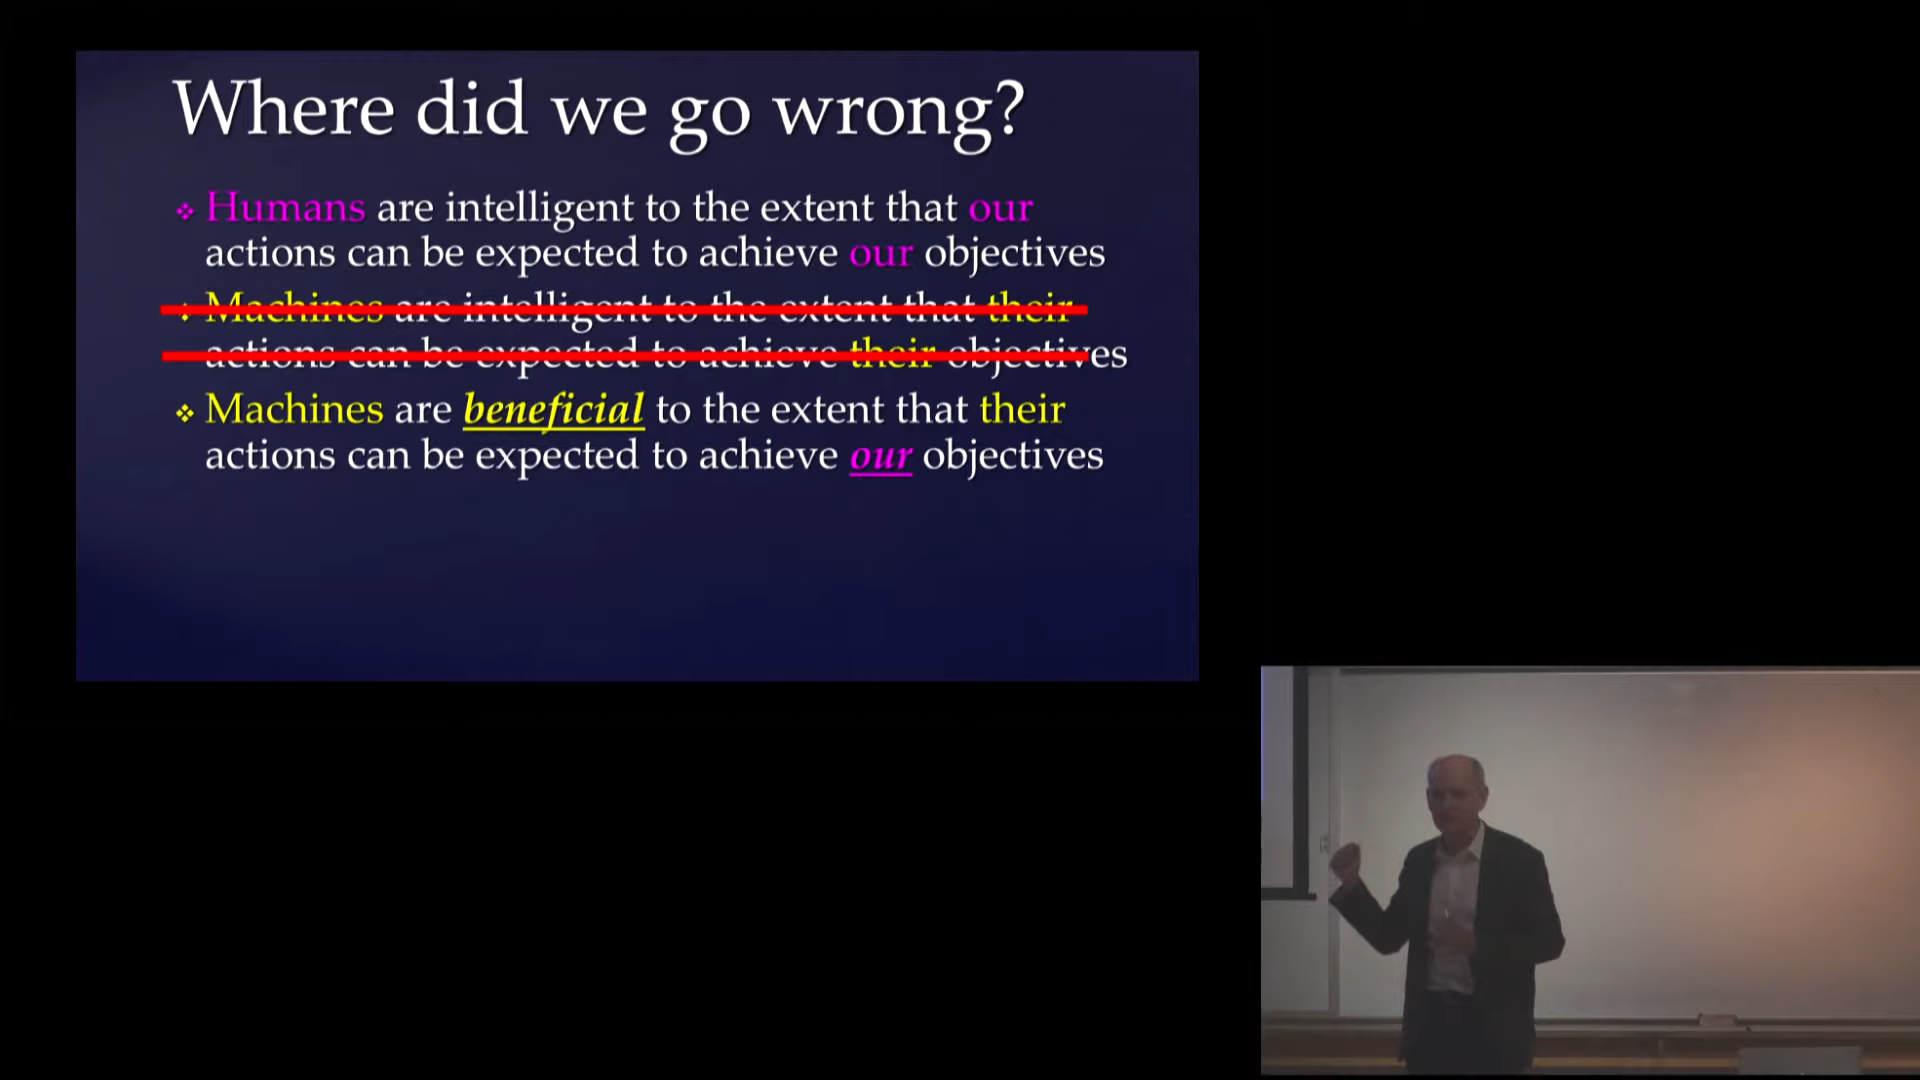 Where did we go wrong?
❖ Humans are intelligent to the extent that our
actions can be expected to achieve our objectives
❖ Machines are intelligent to the extent that their
actions can be expected to achieve their objectives
❖ Machines are beneficial to the extent that their
actions can be expected to achieve our objectives